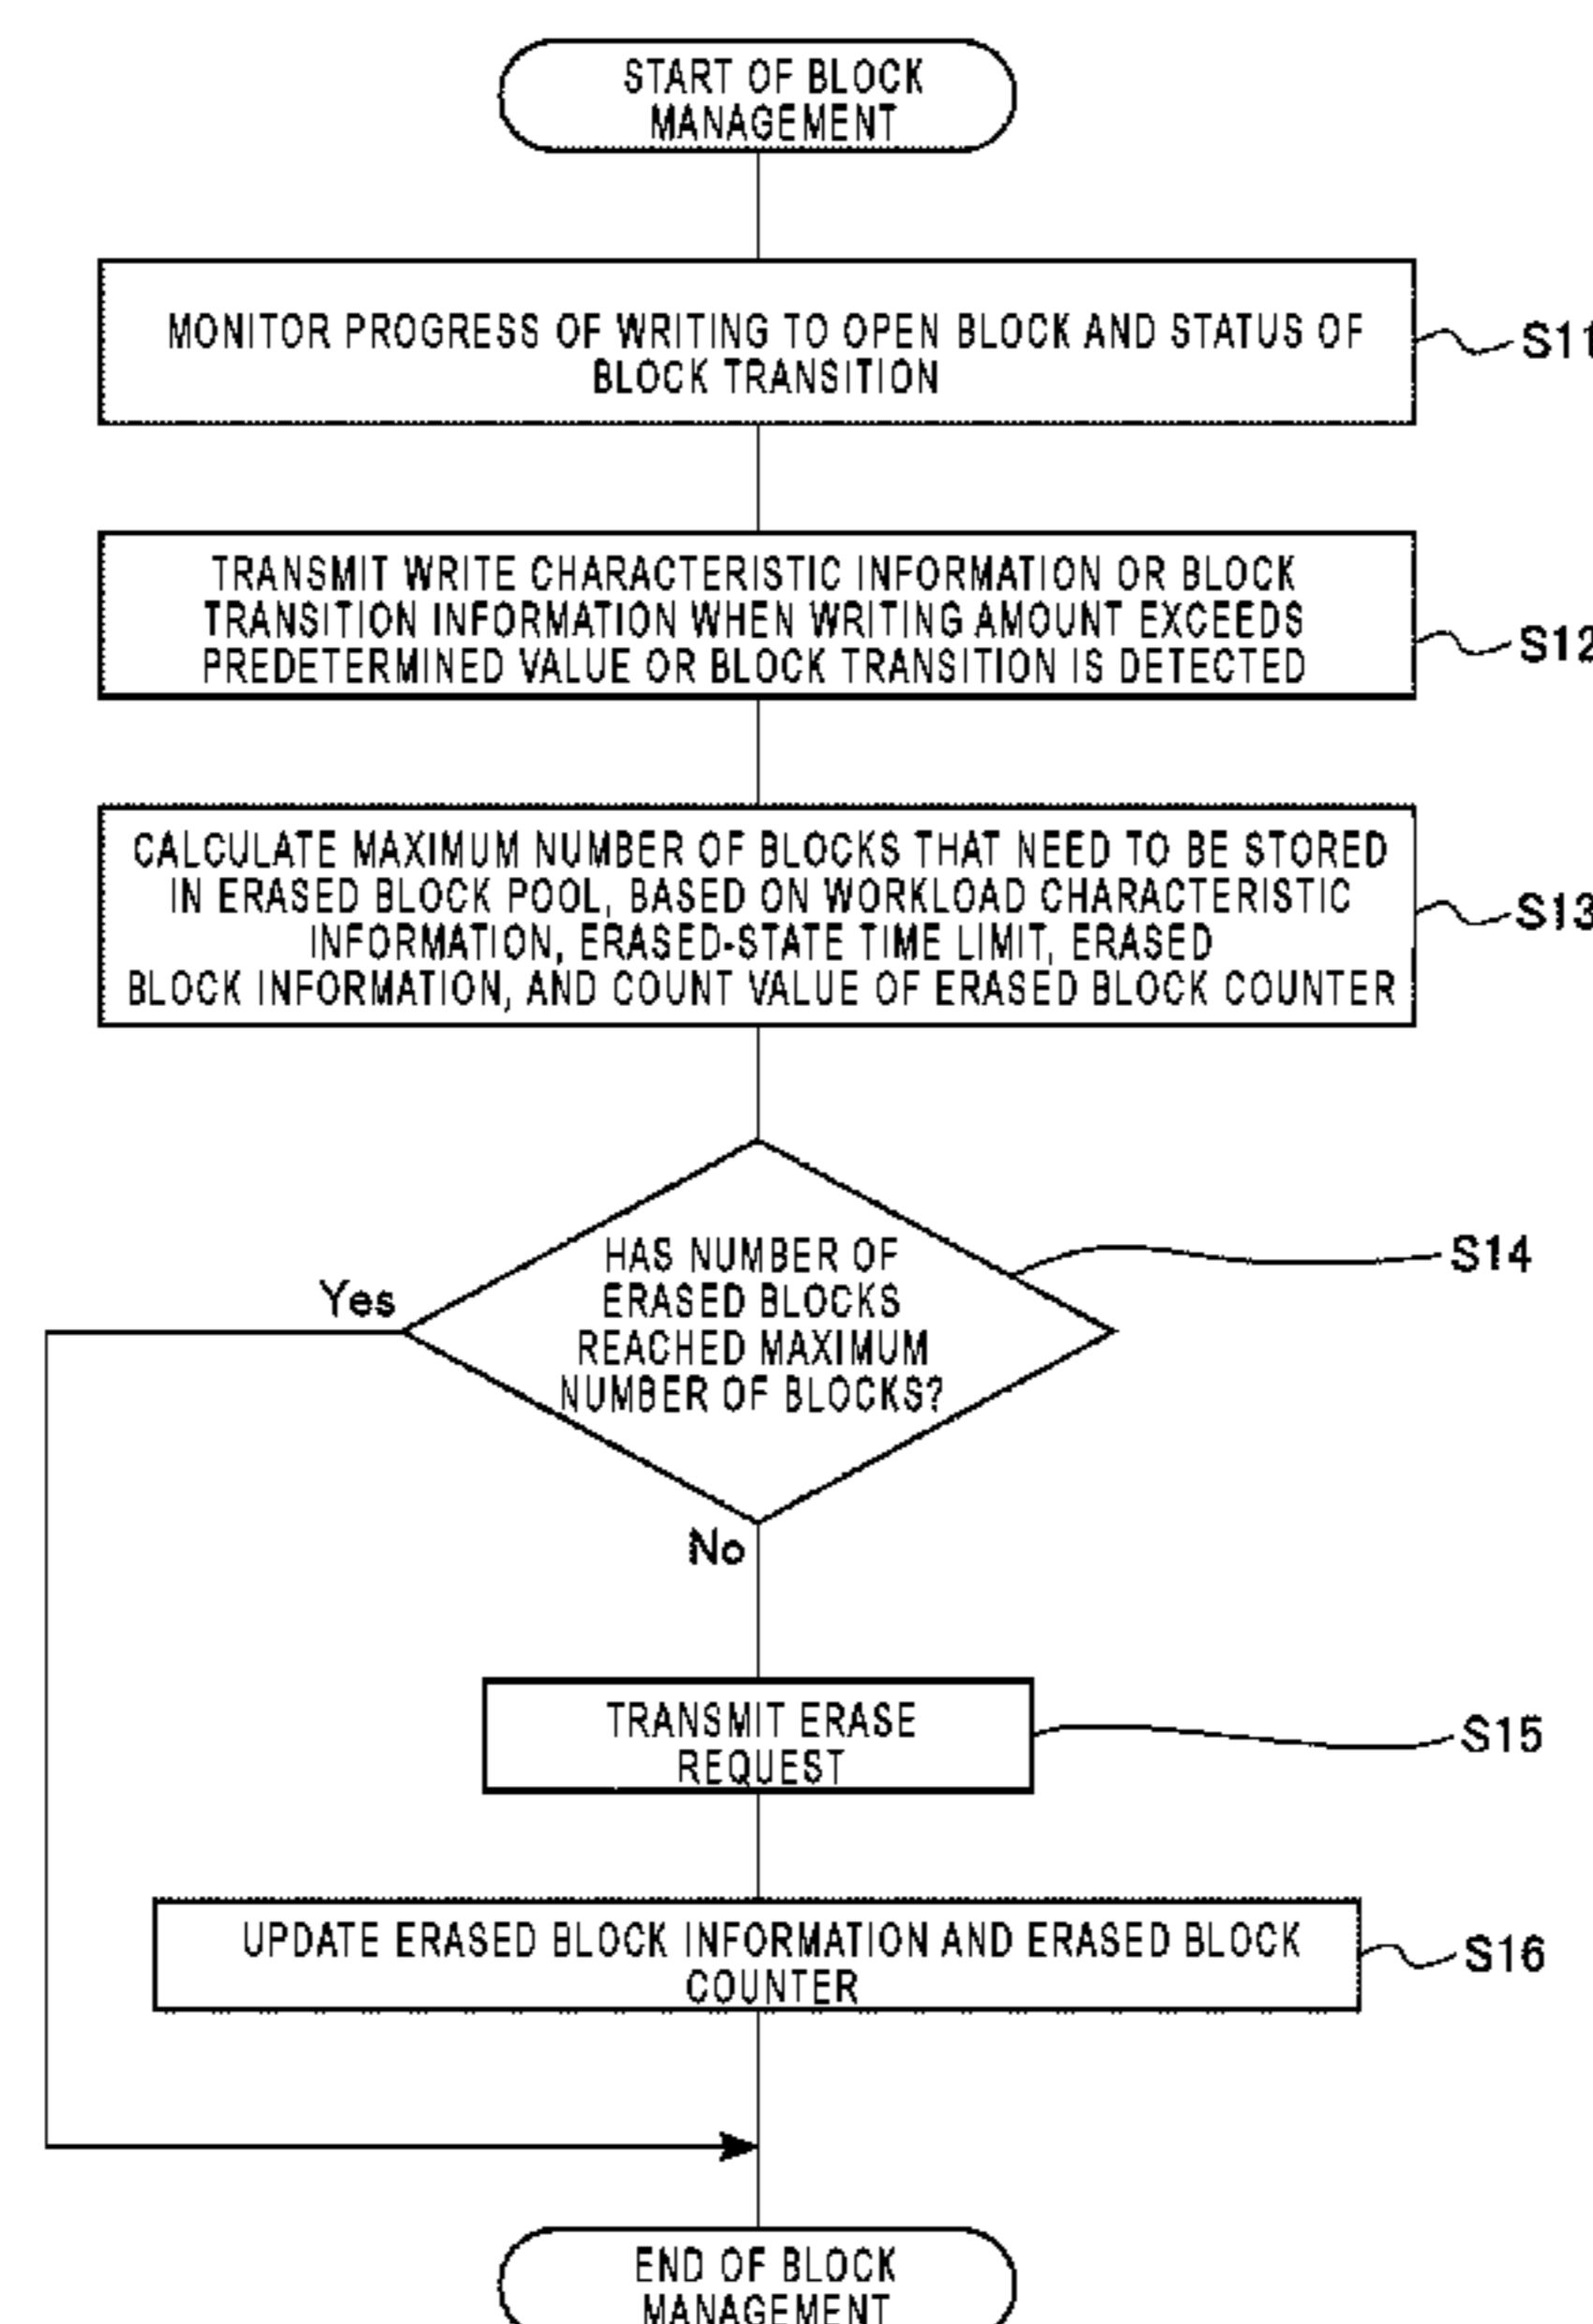 START OF BLOCK
MANAGEMENT
MONITOR PROGRESS OF WRITING TO OPEN BLOCK AND STATUS OF
BLOCK TRANSITION
S11
TRANSMIT WRITE CHARACTERISTIC INFORMATION OR BLOCK
TRANSITION INFORMATION WHEN WRITING AMOUNT EXCEEDS
PREDETERMINED VALUE OR BLOCK TRANSITION IS DETECTED
S12
CALCULATE MAXIMUM NUMBER OF BLOCKS THAT NEED TO BE STORED
IN ERASED BLOCK POOL, BASED ON WORKLOAD CHARACTERISTIC
INFORMATION, ERASED-STATE TIME LIMIT, ERASED
BLOCK INFORMATION, AND COUNT VALUE OF ERASED BLOCK COUNTER
S13
HAS NUMBER OF
ERASED BLOCKS
REACHED MAXIMUM
NUMBER OF BLOCKS?
S14
Yes
No
TRANSMIT ERASE
REQUEST
S15
UPDATE ERASED BLOCK INFORMATION AND ERASED BLOCK
COUNTER
S16
END OF BLOCK
MANAGEMENT